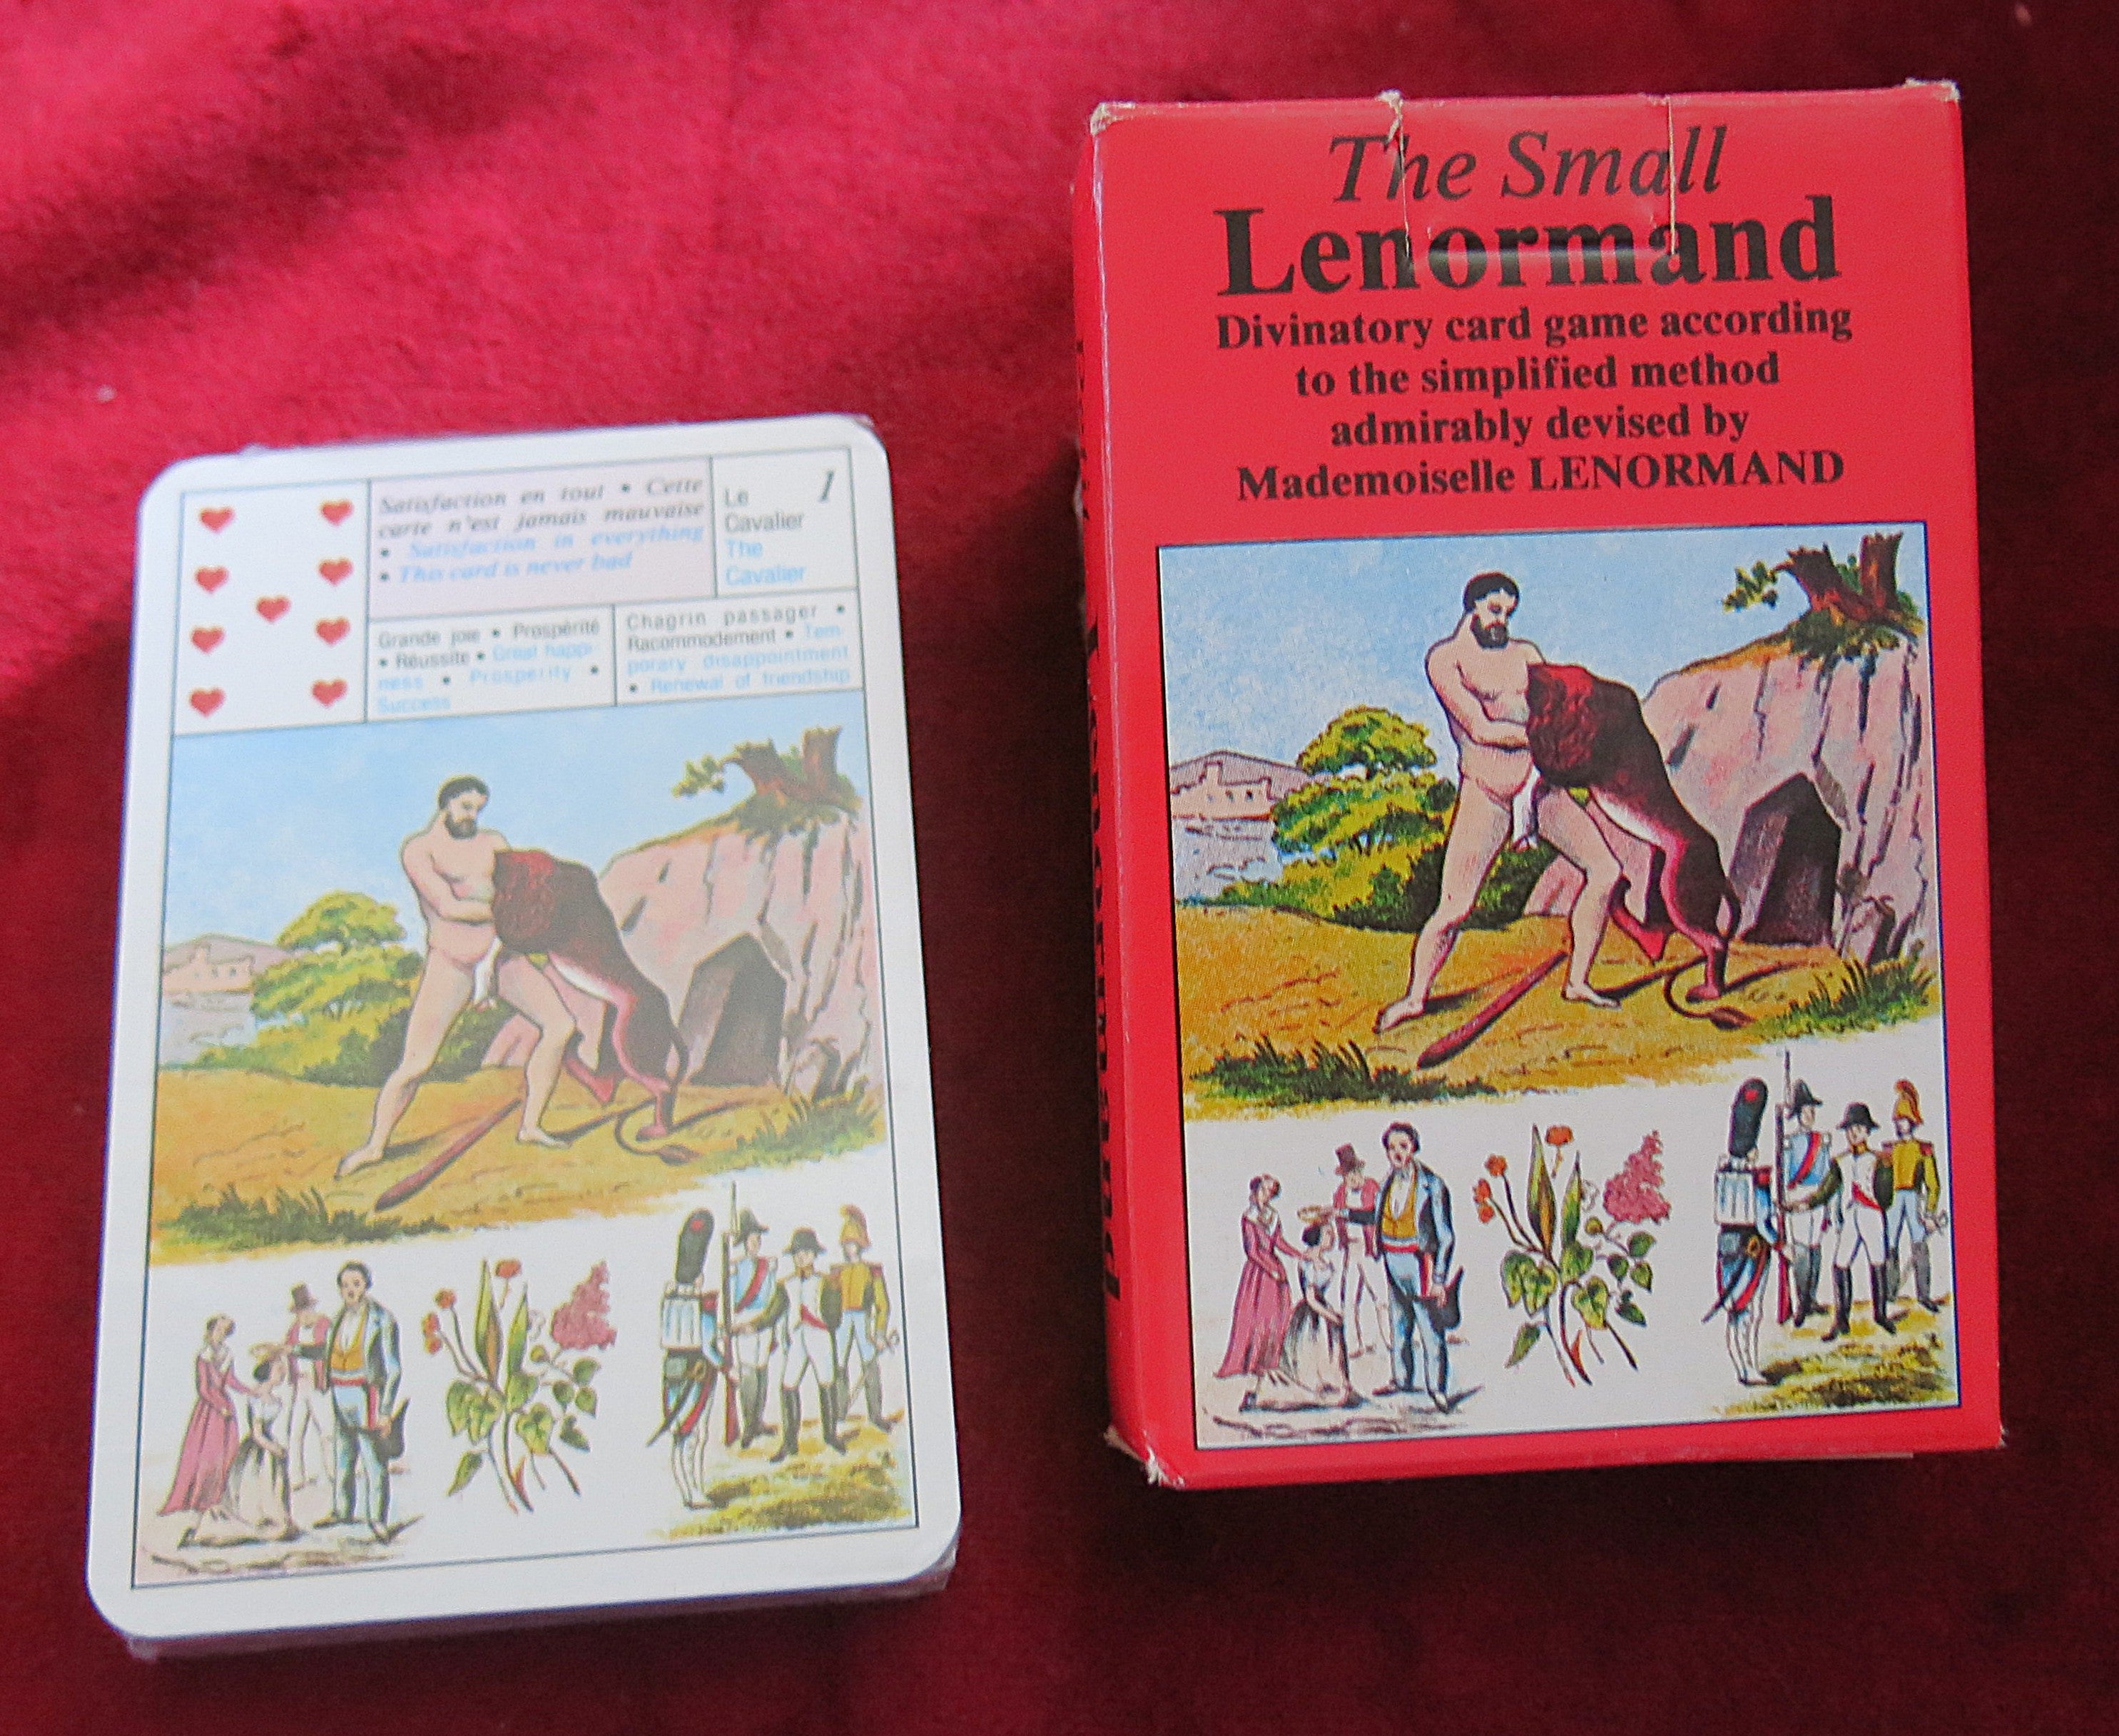 Satisfaction en tout • Cette
carte n'est jamais mauvaise
• Satisfaction in everything
• This card is never bad
Le
Cavalier
The
Cavalier
1
Grande joie • Prospérité
• Réussite • Great happi-
ness • Prosperity •
Success
Chagrin passager •
Racommodement • Tem-
porary disappointment
• Renewal of friendship
The Small
Lenormand
Divinatory card game according
to the simplified method
admirably devised by
Mademoiselle LENORMAND